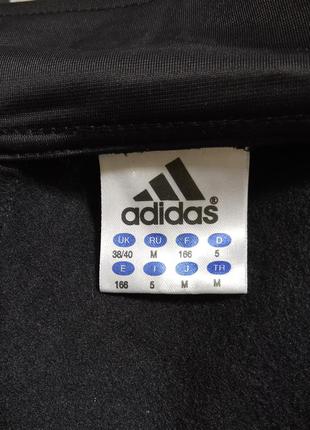 adidas®
UK RU F D
38/40 M 166 5
E I J TR
166 5 M M